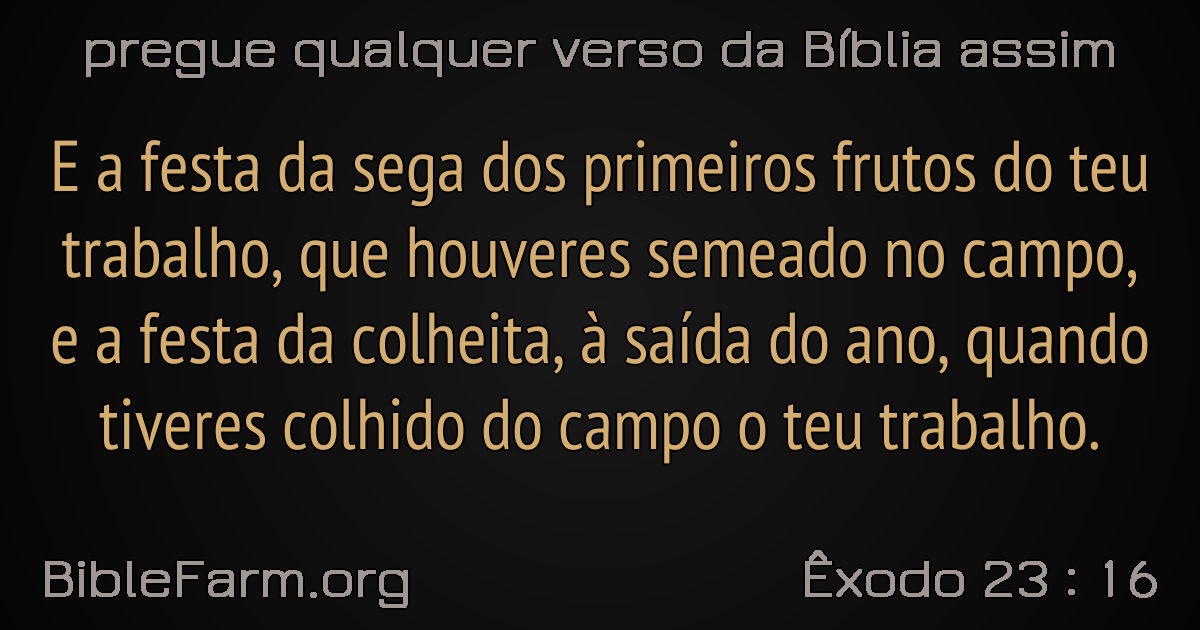 pregue qualquer verso da Bíblia assim
E a festa da sega dos primeiros frutos do teu
trabalho, que houveres semeado no campo,
e a festa da colheita, à saída do ano, quando
tiveres colhido do campo o teu trabalho.
BibleFarm.org
Êxodo 23 : 16